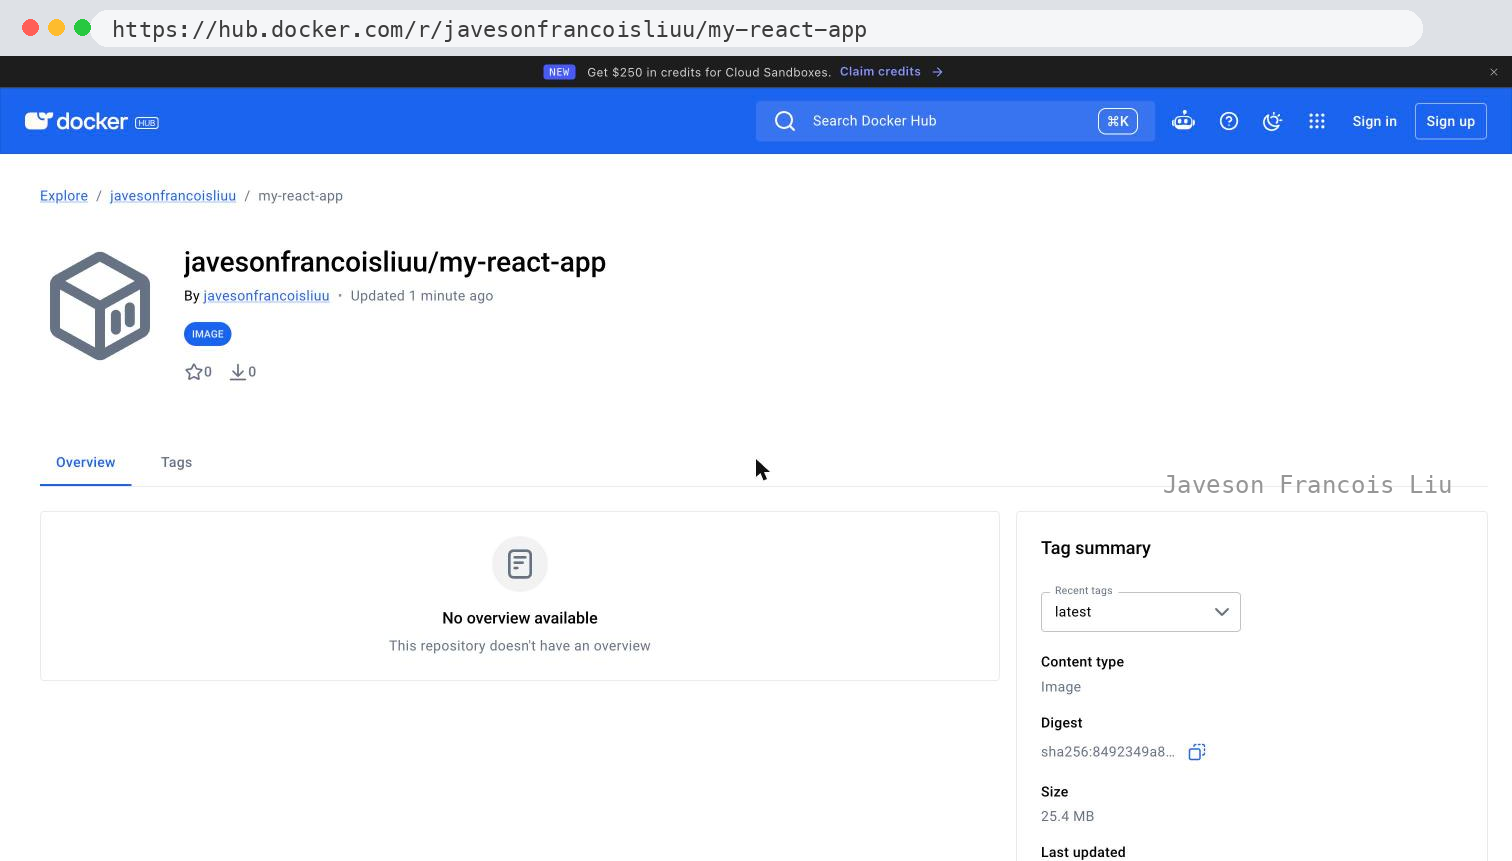 https://hub.docker.com/r/javesonfrancoisliuu/my-react-app
NEW Get $250 in credits for Cloud Sandboxes. Claim credits →
docker HUB
Search Docker Hub ⌘K
Sign in
Sign up
Explore / javesonfrancoisliuu / my-react-app
javesonfrancoisliuu/my-react-app
By javesonfrancoisliuu • Updated 1 minute ago
IMAGE
0 0
Overview Tags
Javeson Francois Liu
No overview available
This repository doesn't have an overview
Tag summary
Recent tags
latest
Content type
Image
Digest
sha256:8492349a8…
Size
25.4 MB
Last updated